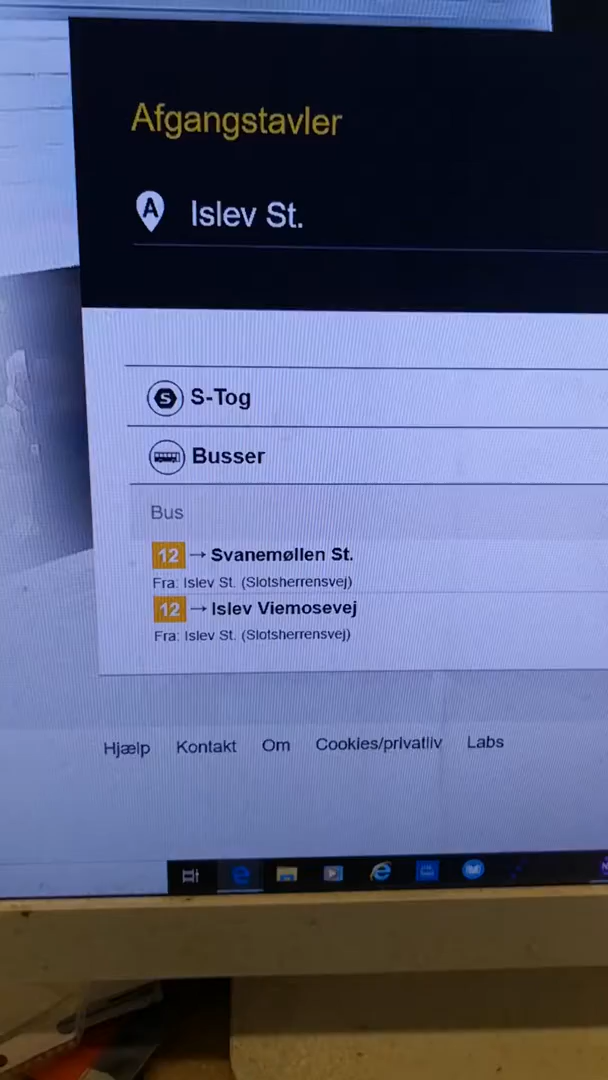 Afgangstavler
A Islev St.
S S-Tog
Busser
Bus
12 → Svanemøllen St.
Fra: Islev St. (Slotsherrensvej)
12 → Islev Viemosevej
Fra: Islev St. (Slotsherrensvej)
Hjælp Kontakt Om Cookies/privatliv Labs